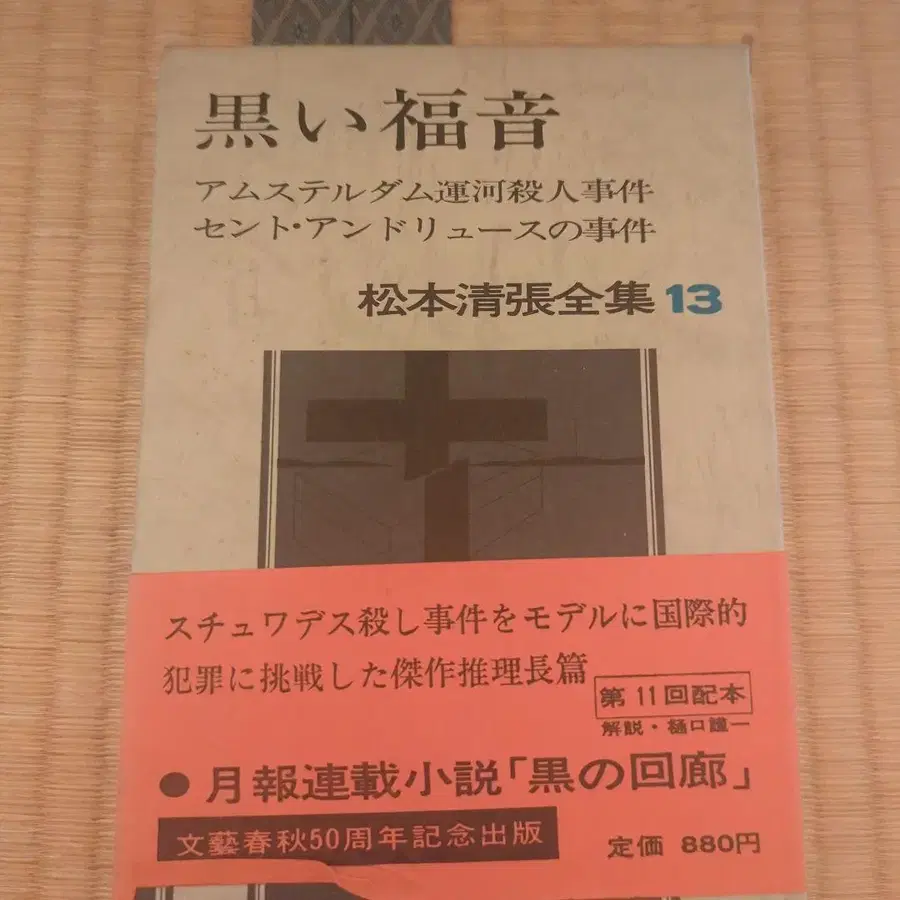 黒い福音
アムステルダム運河殺人事件
セント・アンドリュースの事件
松本清張全集 13
スチュワデス殺し事件をモデルに国際的
犯罪に挑戦した傑作推理長篇
第11回配本
解説・樋口謹一
●月報連載小説「黒の回廊」
文藝春秋50周年記念出版
定価 880円